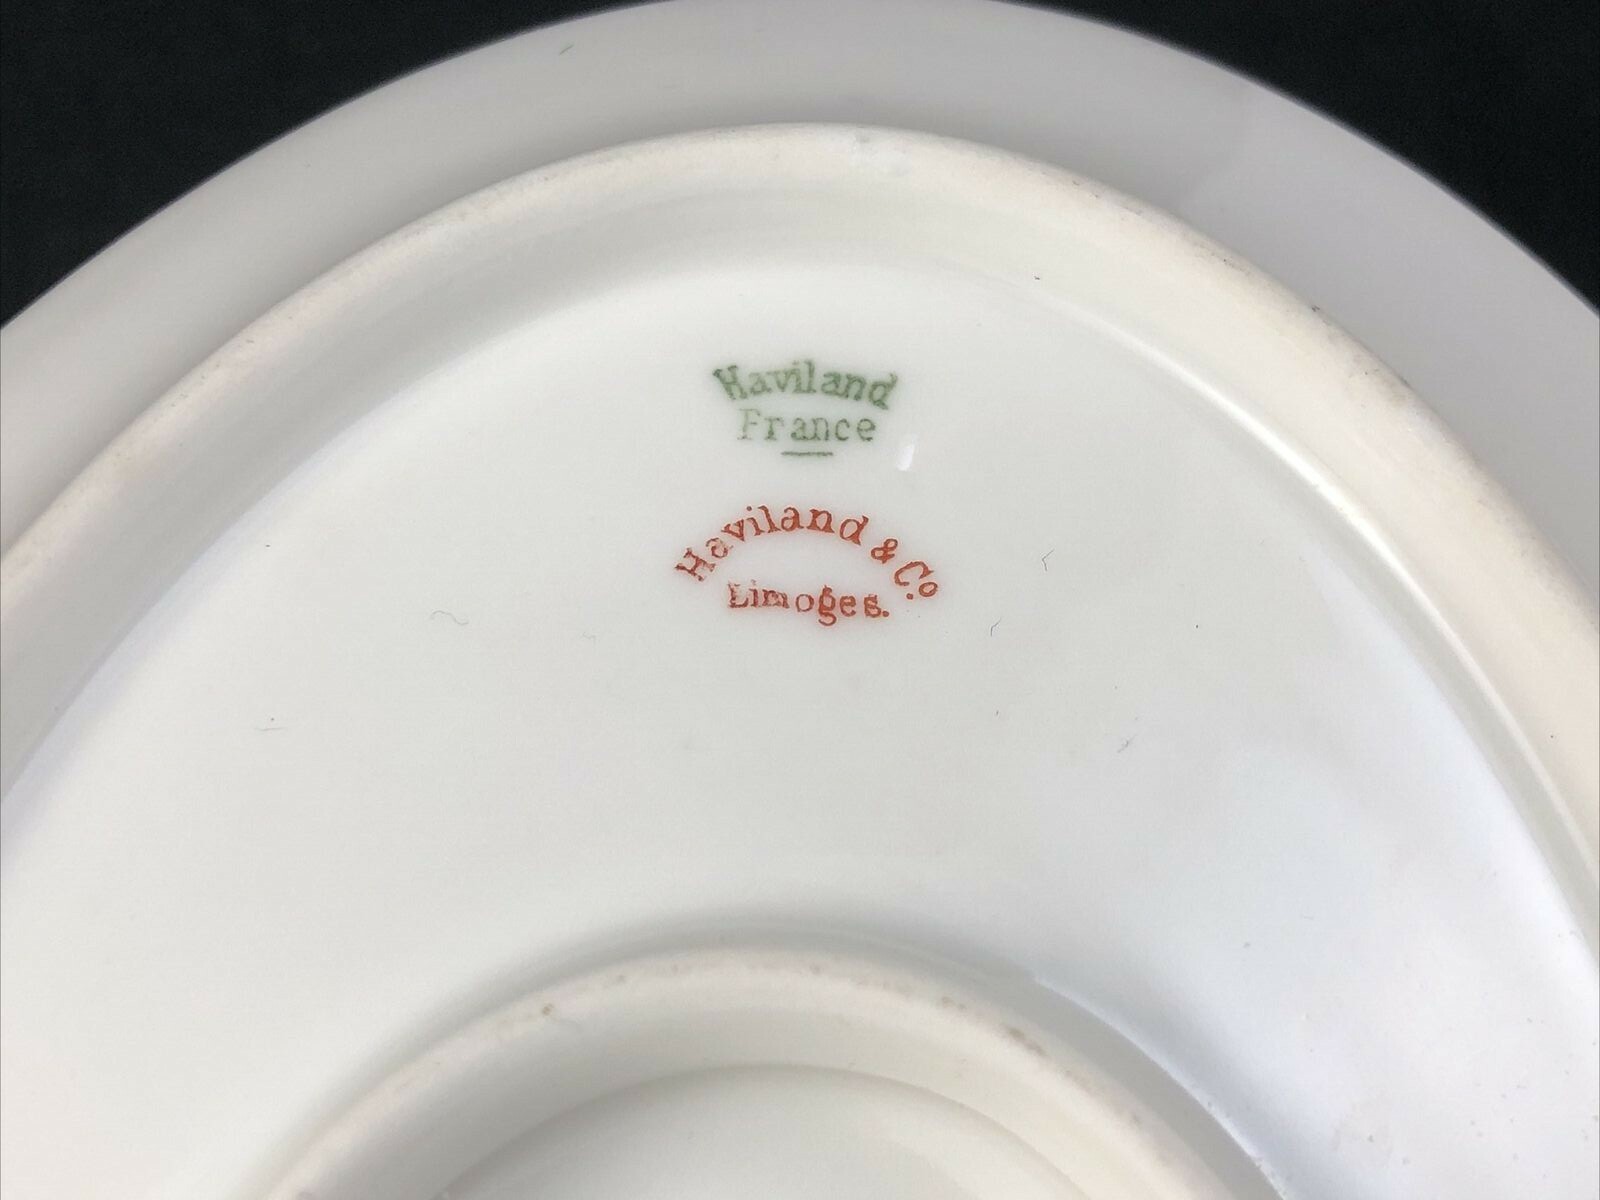 Haviland
France
Haviland & Co
Limoges.